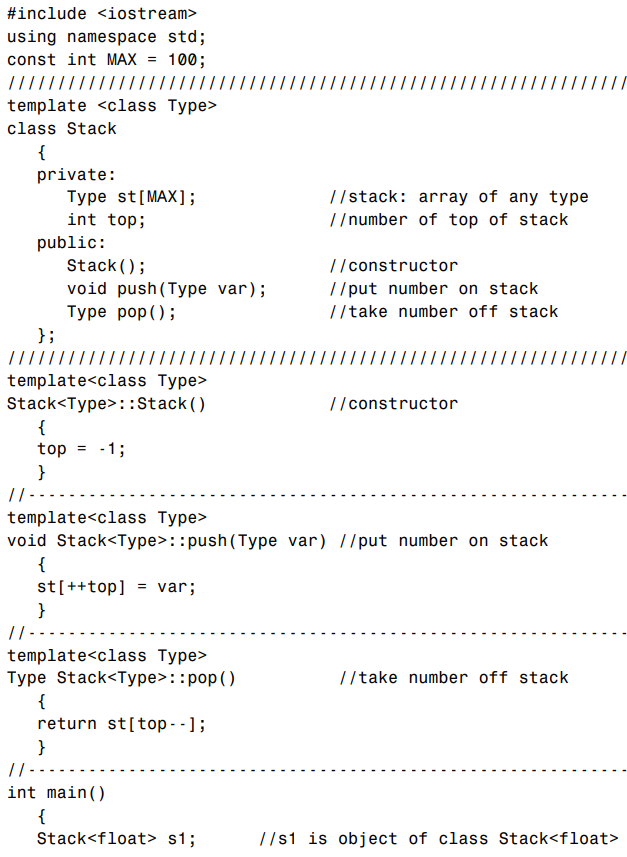 #include <iostream>
using namespace std;
const int MAX = 100;
//////////////////////////////////////////////////////////////
template <class Type>
class Stack
   {
   private:
      Type st[MAX];             //stack: array of any type
      int top;                  //number of top of stack
   public:
      Stack();                  //constructor
      void push(Type var);      //put number on stack
      Type pop();               //take number off stack
   };
//////////////////////////////////////////////////////////////
template<class Type>
Stack<Type>::Stack()            //constructor
   {
   top = -1;
   }
//------------------------------------------------------------
template<class Type>
void Stack<Type>::push(Type var) //put number on stack
   {
   st[++top] = var;
   }
//------------------------------------------------------------
template<class Type>
Type Stack<Type>::pop()          //take number off stack
   {
   return st[top--];
   }
//------------------------------------------------------------
int main()
   {
   Stack<float> s1;      //s1 is object of class Stack<float>